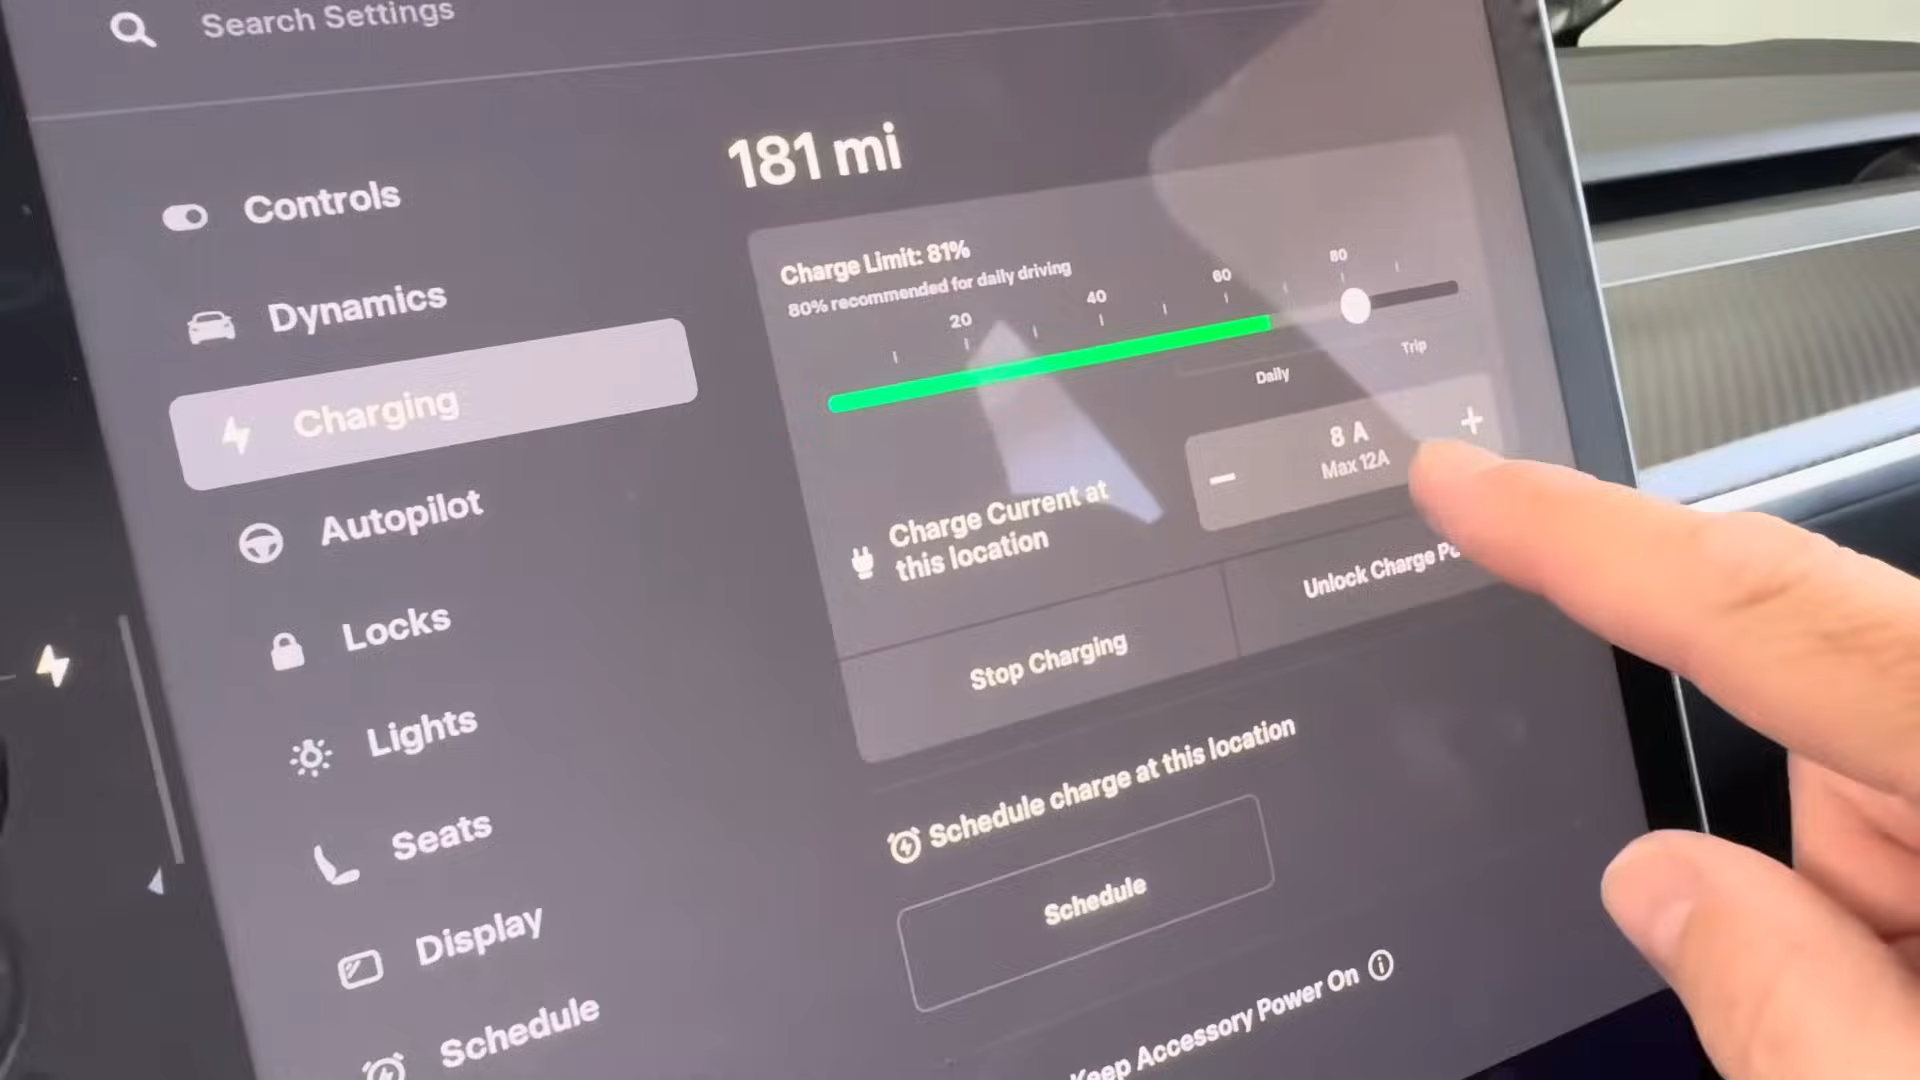 Search Settings
Controls
Dynamics
Charging
Autopilot
Locks
Lights
Seats
Display
Schedule
181 mi
Charge Limit: 81%
80% recommended for daily driving
20
40
60
80
Daily
Trip
Charge Current at
this location
8 A
Max 12A
Stop Charging
Unlock Charge
Schedule charge at this location
Schedule
Keep Accessory Power On